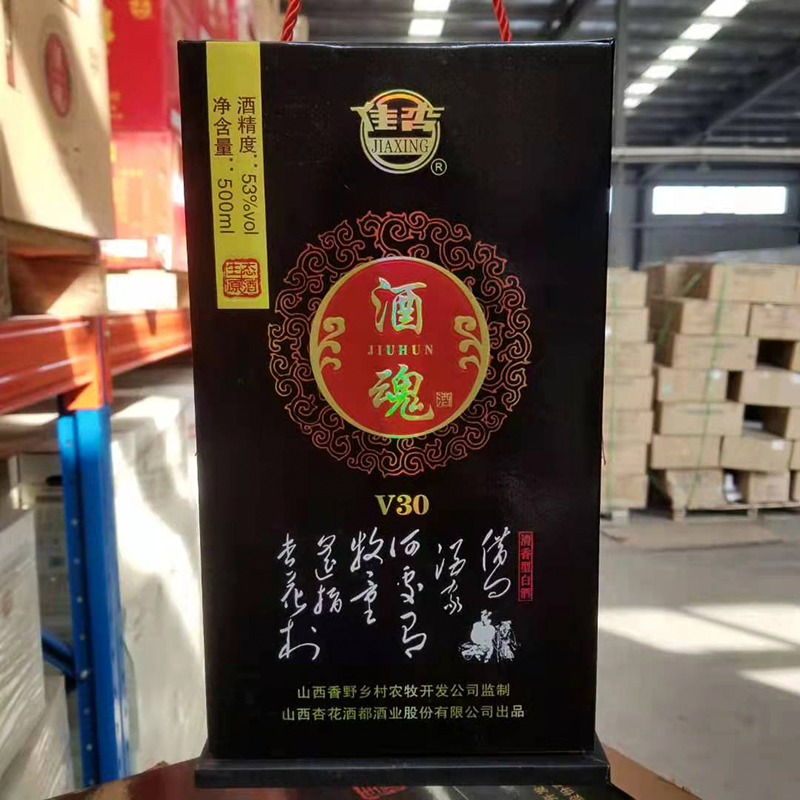 酒精度：53%vol
净含量：500ml
生态
原酒
佳杏
JIAXING
®
酒
JIUHUN
魂
酒
V30
清香型白酒
借问
酒家
何处有
牧童
遥指
杏花村
山西香野乡村农牧开发公司监制
山西杏花酒都酒业股份有限公司出品